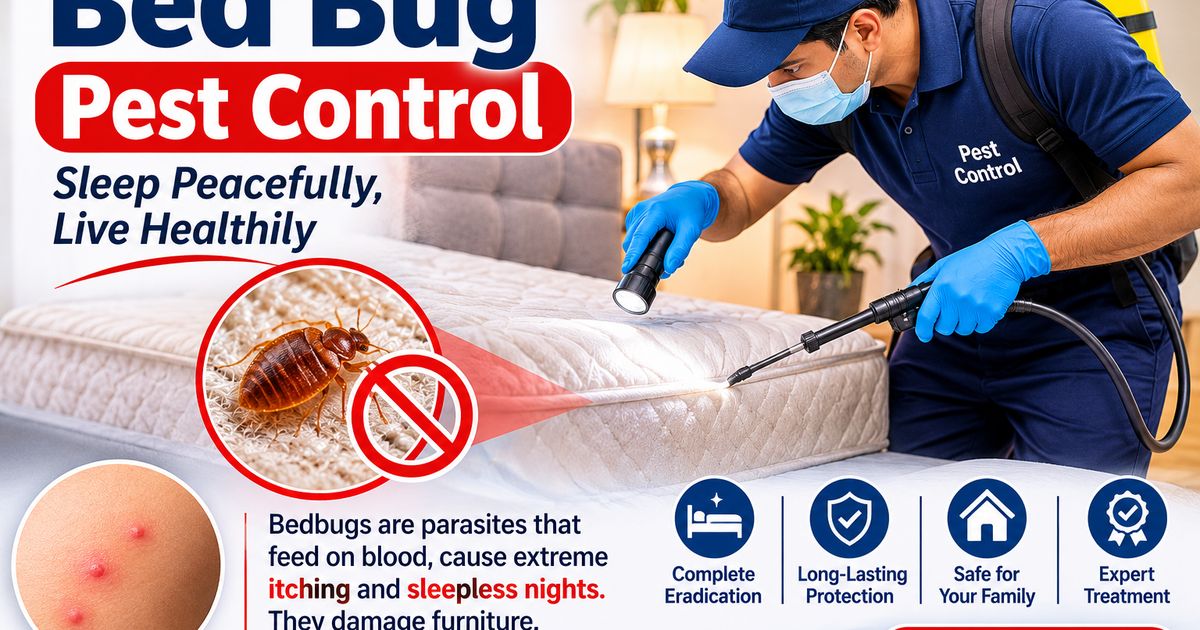 Bed Bug
Pest Control
Sleep Peacefully,
Live Healthily
Pest
Control
Bedbugs are parasites that
feed on blood, cause extreme
itching and sleepless nights.
They damage furniture,
Complete
Eradication
Long-Lasting
Protection
Safe for
Your Family
Expert
Treatment